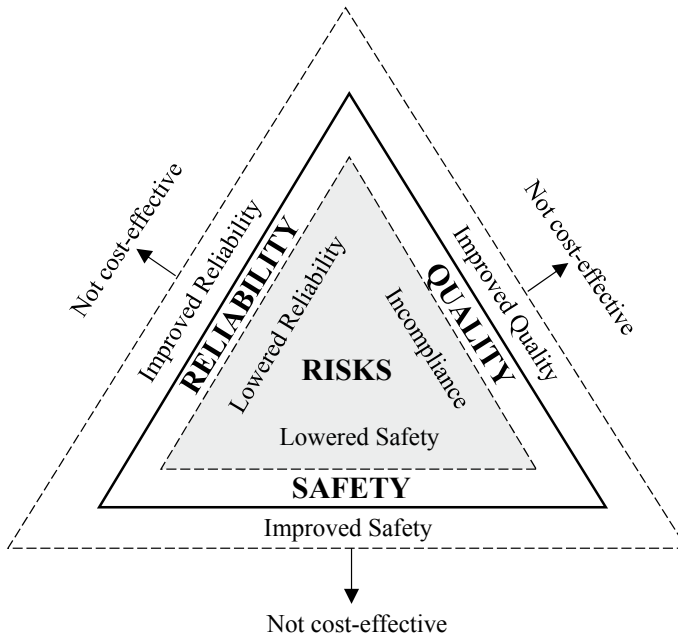 Not cost-effective
Improved Reliability
RELIABILITY
Lowered Reliability
Not cost-effective
Improved Quality
QUALITY
Incompliance
RISKS
Lowered Safety
SAFETY
Improved Safety
Not cost-effective